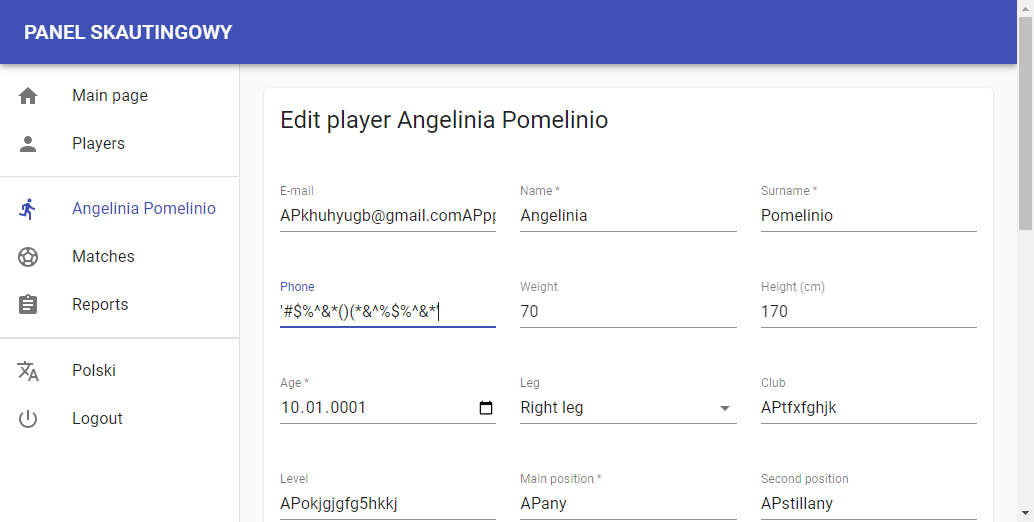 PANEL SKAUTINGOWY
Main page
Players
Angelinia Pomelinio
Matches
Reports
Polski
Logout
Edit player Angelinia Pomelinio
E-mail Name * Surname *
APkhuhyugb@gmail.comAPpp Angelinia Pomelinio
Phone Weight Height (cm)
'#$%^&*()(*&^%$%^&*' 70 170
Age * Leg Club
10.01.0001 Right leg APtfxfghjk
Level Main position * Second position
APokjgjgfg5hkkj APany APstillany